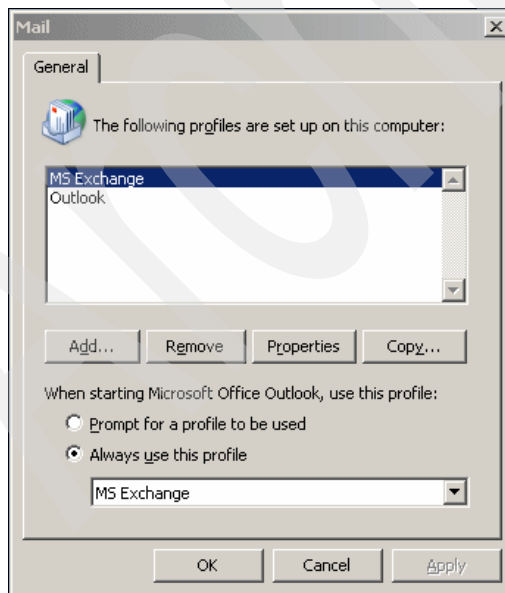 Mail
General
The following profiles are set up on this computer:
MS Exchange
Outlook
Add... Remove Properties Copy...
When starting Microsoft Office Outlook, use this profile:
Prompt for a profile to be used
Always use this profile
MS Exchange
OK Cancel Apply